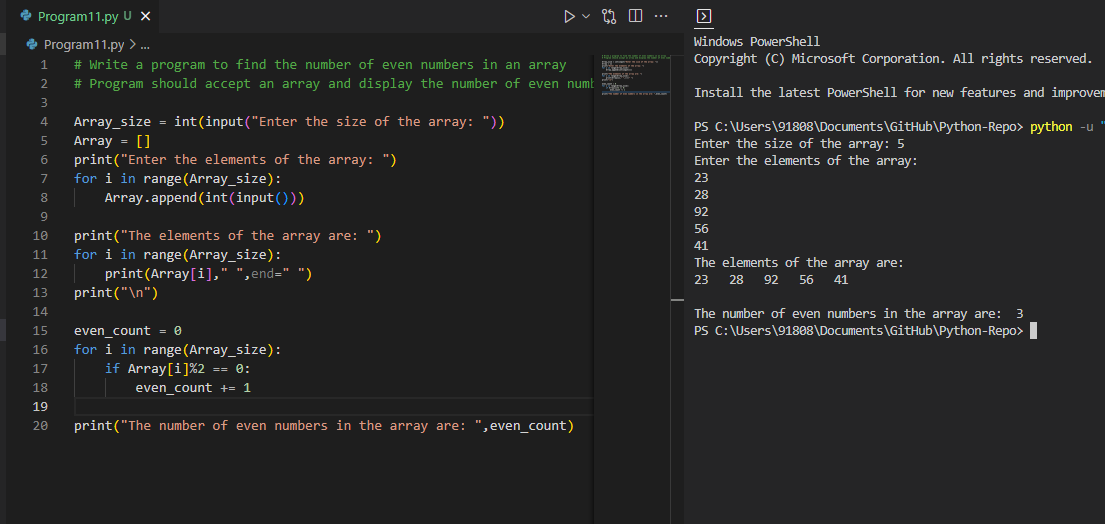 Program11.py U
Program11.py > ...
1 # Write a program to find the number of even numbers in an array
2 # Program should accept an array and display the number of even numb
3
4 Array_size = int(input("Enter the size of the array: "))
5 Array = []
6 print("Enter the elements of the array: ")
7 for i in range(Array_size):
8     Array.append(int(input()))
9
10 print("The elements of the array are: ")
11 for i in range(Array_size):
12     print(Array[i]," ",end=" ")
13 print("\n")
14
15 even_count = 0
16 for i in range(Array_size):
17     if Array[i]%2 == 0:
18         even_count += 1
19
20 print("The number of even numbers in the array are: ",even_count)
Windows PowerShell
Copyright (C) Microsoft Corporation. All rights reserved.
Install the latest PowerShell for new features and improvem
PS C:\Users\91808\Documents\GitHub\Python-Repo> python -u "
Enter the size of the array: 5
Enter the elements of the array:
23
28
92
56
41
The elements of the array are:
23   28   92   56   41
The number of even numbers in the array are:  3
PS C:\Users\91808\Documents\GitHub\Python-Repo>